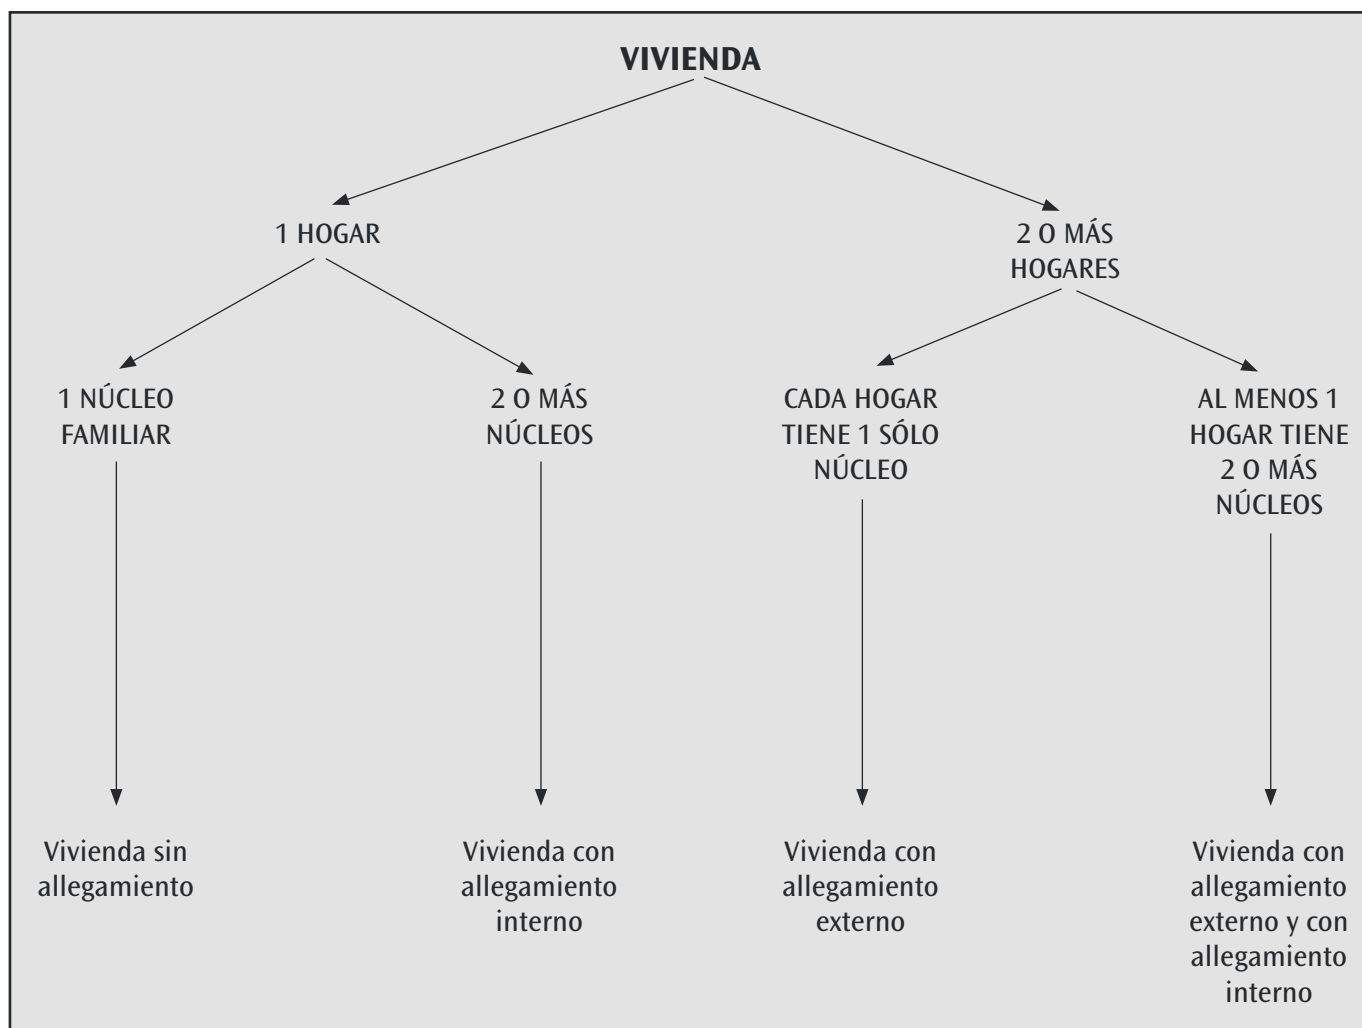 VIVIENDA
1 HOGAR
2 O MÁS
HOGARES
1 NÚCLEO
FAMILIAR
2 O MÁS
NÚCLEOS
CADA HOGAR
TIENE 1 SÓLO
NÚCLEO
AL MENOS 1
HOGAR TIENE
2 O MÁS
NÚCLEOS
Vivienda sin
allegamiento
Vivienda con
allegamiento
interno
Vivienda con
allegamiento
externo
Vivienda con
allegamiento
externo y con
allegamiento
interno